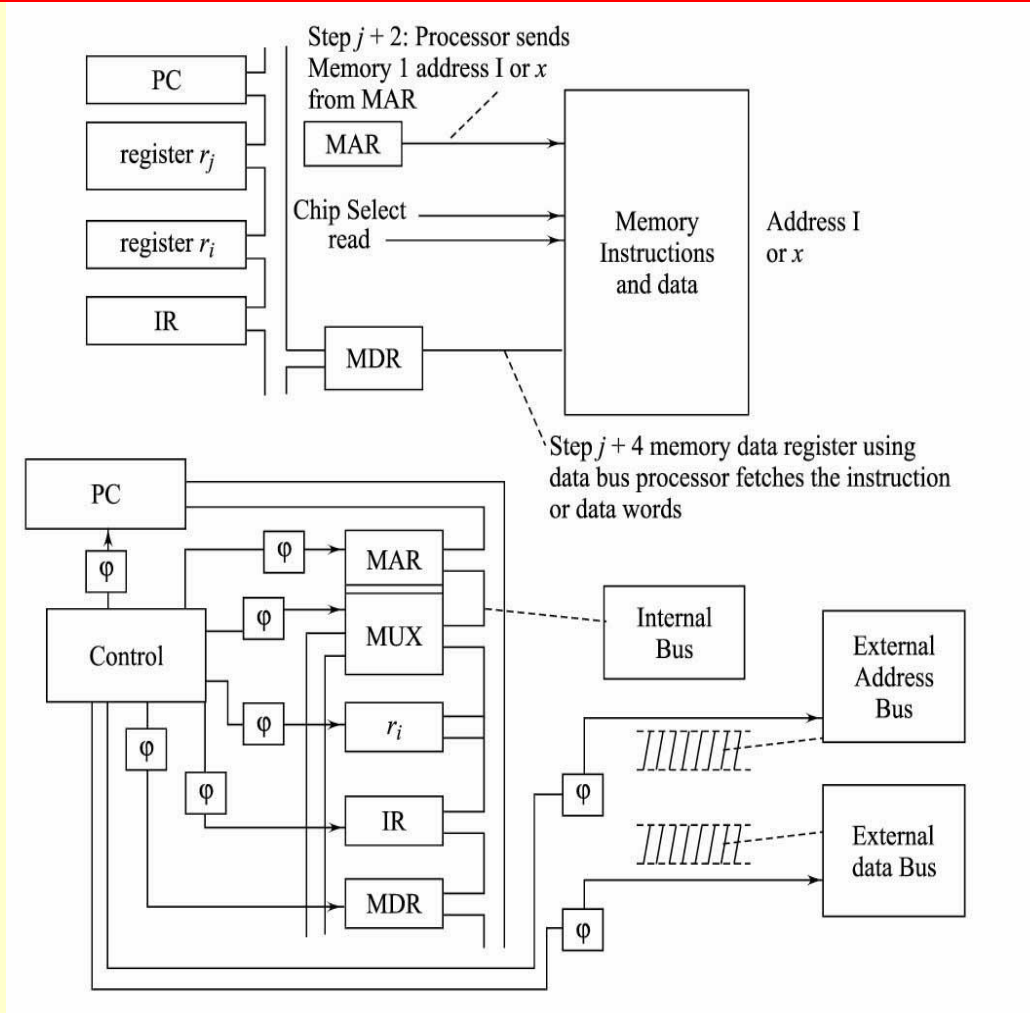 Step j + 2: Processor sends
Memory 1 address I or x
from MAR
PC
register rj
register ri
IR
MAR
Chip Select
read
MDR
Memory
Instructions
and data
Address I
or x
Step j + 4 memory data register using
data bus processor fetches the instruction
or data words
PC
φ
Control
φ
φ
φ
φ
φ
MAR
MUX
ri
IR
MDR
Internal
Bus
External
Address
Bus
φ
External
data Bus
φ